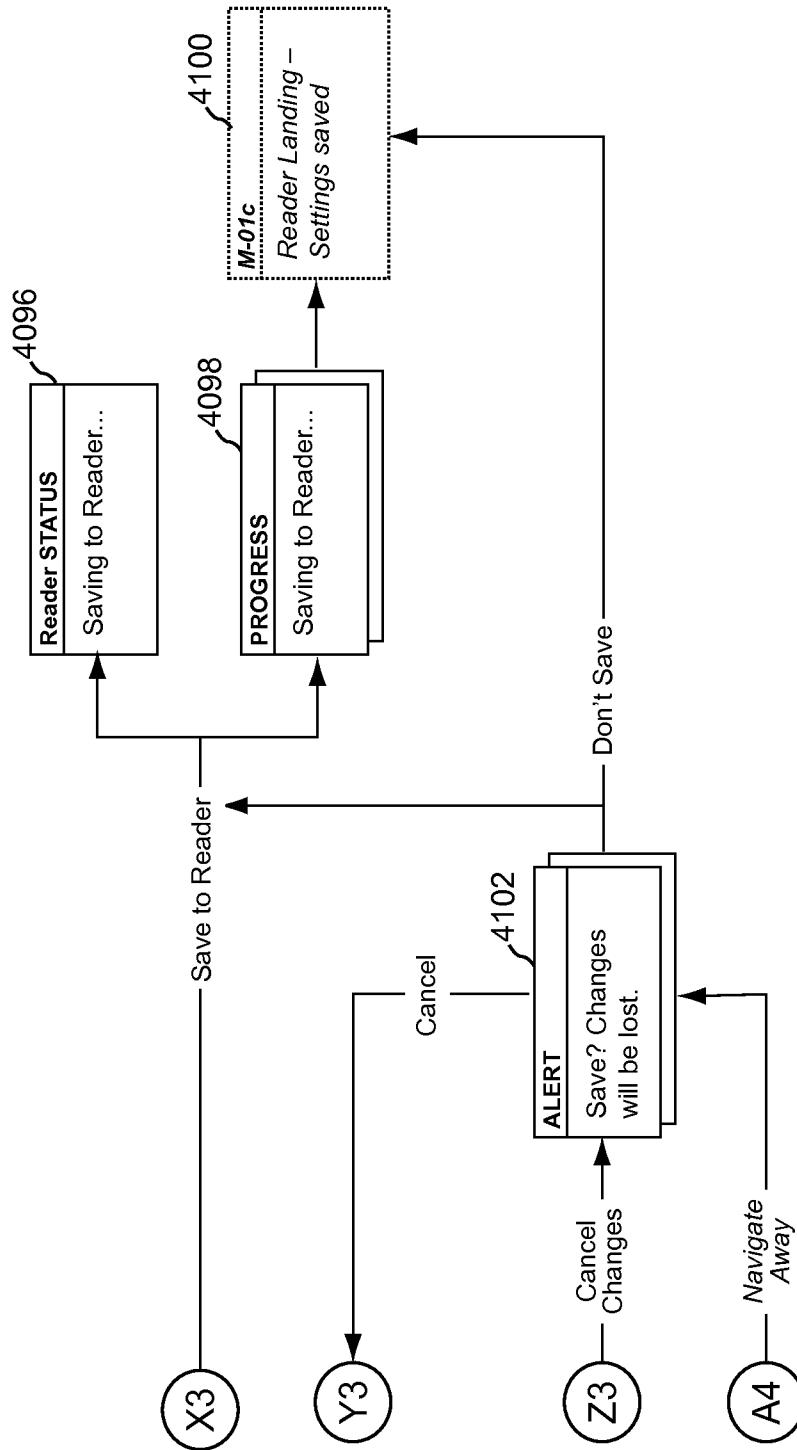 X3
Save to Reader
4096
Reader STATUS
Saving to Reader...
4098
PROGRESS
Saving to Reader...
4100
M-01c
Reader Landing –
Settings saved
Y3
Cancel
4102
ALERT
Save? Changes
will be lost.
Don't Save
Z3
Cancel
Changes
A4
Navigate
Away